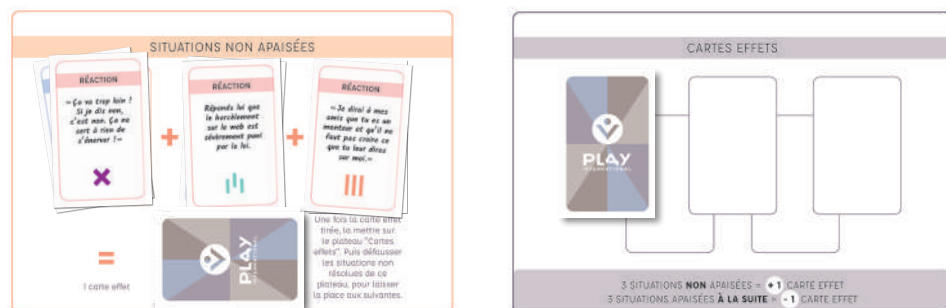 SITUATIONS NON APAISÉES
RÉACTION
« Ça va trop loin !
Si je dis non,
c'est non. Ça ne
sert à rien de
s'énerver ! »
+
RÉACTION
Réponds lui que
le harcèlement
sur le web est
sévèrement puni
par la loi.
+
RÉACTION
« Je dirai à mes
amis que tu es un
menteur et qu'il ne
faut pas croire ce
que tu leur diras
sur moi. »
=
1 carte effet
PLAY
INTERNATIONAL
Une fois la carte effet
tirée, la mettre sur
le plateau "Cartes
effets". Puis défausser
les situations non
résolues de ce
plateau, pour laisser
la place aux suivantes.
CARTES EFFETS
PLAY
INTERNATIONAL
3 SITUATIONS NON APAISÉES = +1 CARTE EFFET
3 SITUATIONS APAISÉES À LA SUITE = -1 CARTE EFFET